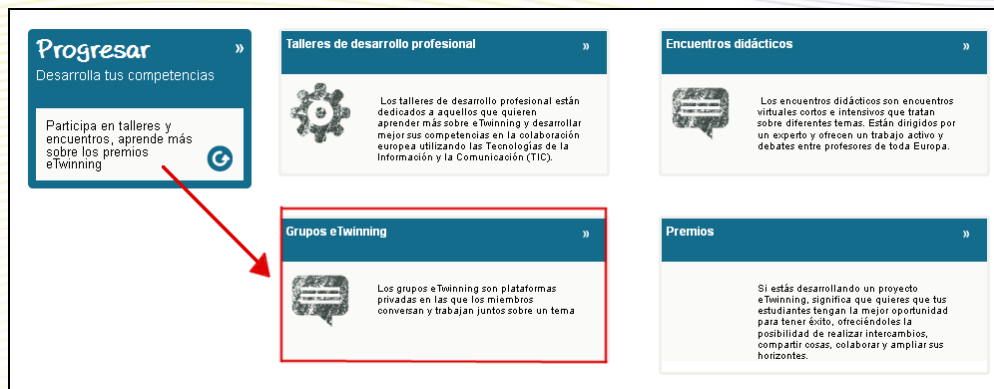 Progresar »
Desarrolla tus competencias
Participa en talleres y
encuentros, aprende más
sobre los premios
eTwinning
Talleres de desarrollo profesional »
Los talleres de desarrollo profesional están
dedicados a aquellos que quieren
aprender más sobre eTwinning y desarrollar
mejor sus competencias en la colaboración
europea utilizando las Tecnologías de la
Información y la Comunicación (TIC).
Encuentros didácticos »
Los encuentros didácticos son encuentros
virtuales cortos e intensivos que tratan
sobre diferentes temas. Están dirigidos por
un experto y ofrecen un trabajo activo y
debates entre profesores de toda Europa.
Grupos eTwinning »
Los grupos eTwinning son plataformas
privadas en las que los miembros
conversan y trabajan juntos sobre un tema
Premios »
Si estás desarrollando un proyecto
eTwinning, significa que quieres que tus
estudiantes tengan la mejor oportunidad
para tener éxito, ofreciéndoles la
posibilidad de realizar intercambios,
compartir cosas, colaborar y ampliar sus
horizontes.